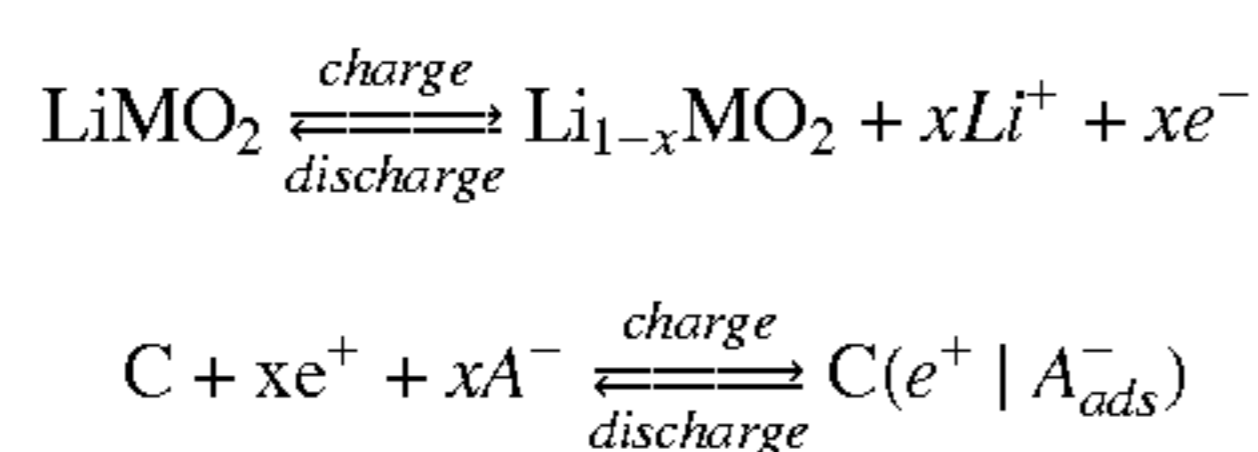 charge
LiMO₂ ⇌ Li₁₋ₓMO₂ + xLi⁺ + xe⁻
discharge
charge
C + xe⁺ + xA⁻ ⇌ C(e⁺ | A⁻ₐds)
discharge